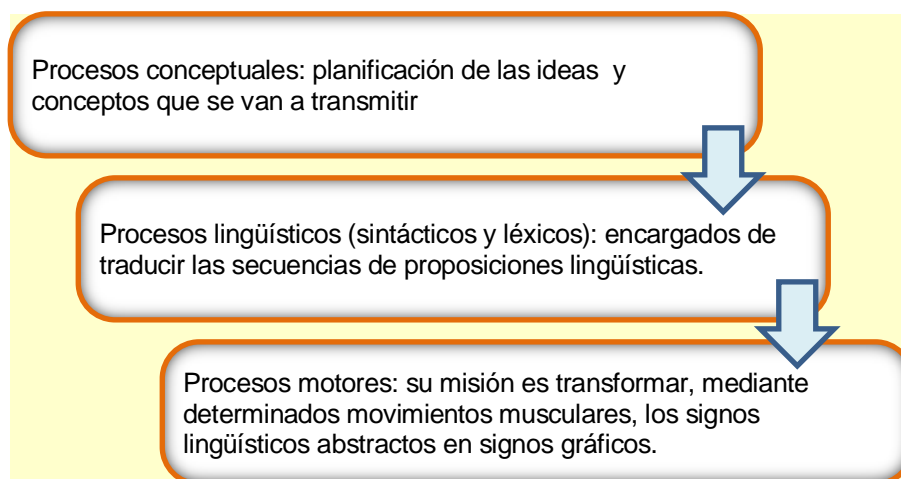 Procesos conceptuales: planificación de las ideas y
conceptos que se van a transmitir
Procesos lingüísticos (sintácticos y léxicos): encargados de
traducir las secuencias de proposiciones lingüísticas.
Procesos motores: su misión es transformar, mediante
determinados movimientos musculares, los signos
lingüísticos abstractos en signos gráficos.